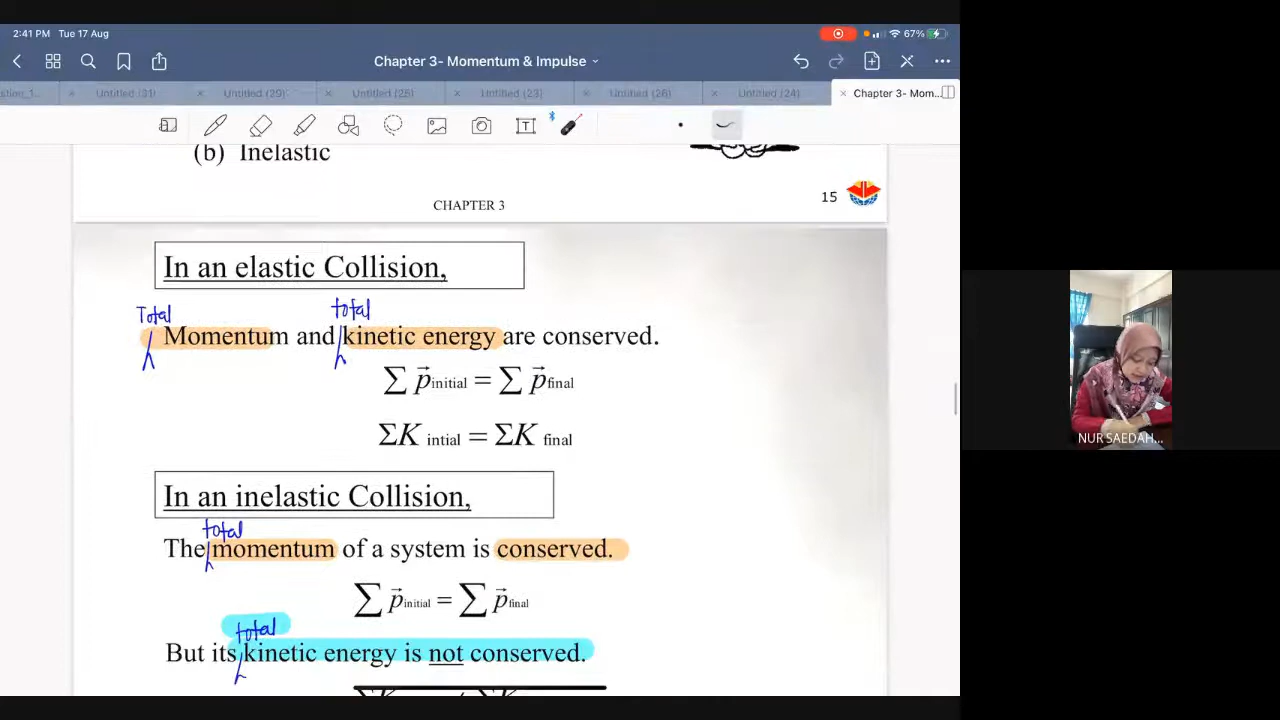 2:41 PM Tue 17 Aug
67%
Chapter 3- Momentum & Impulse
Untitled (31)
Untitled (29)
Untitled (23)
Untitled (26)
Untitled (24)
Chapter 3- Mom...
(b) Inelastic
CHAPTER 3
15
In an elastic Collision,
Total total
Momentum and kinetic energy are conserved.
∑ p⃗ initial = ∑ p⃗ final
ΣK intial = ΣK final
In an inelastic Collision,
total
The momentum of a system is conserved.
∑ p⃗ initial = ∑ p⃗ final
total
But its kinetic energy is not conserved.
NUR SAEDAH...